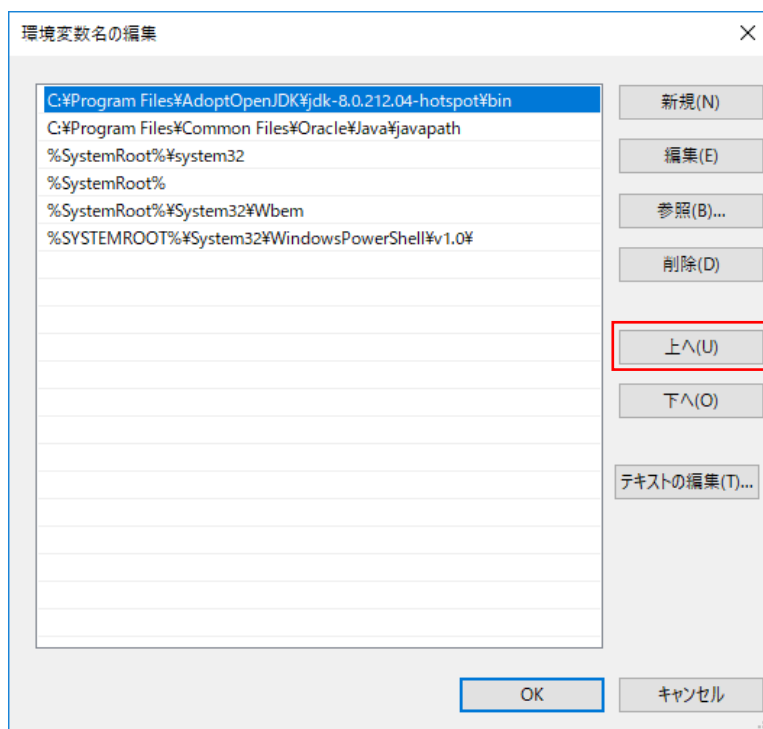 環境変数名の編集
C:¥Program Files¥AdoptOpenJDK¥jdk-8.0.212.04-hotspot¥bin
C:¥Program Files¥Common Files¥Oracle¥Java¥javapath
%SystemRoot%¥system32
%SystemRoot%
%SystemRoot%¥System32¥Wbem
%SYSTEMROOT%¥System32¥WindowsPowerShell¥v1.0¥
新規(N)
編集(E)
参照(B)...
削除(D)
上へ(U)
下へ(O)
テキストの編集(T)...
OK
キャンセル